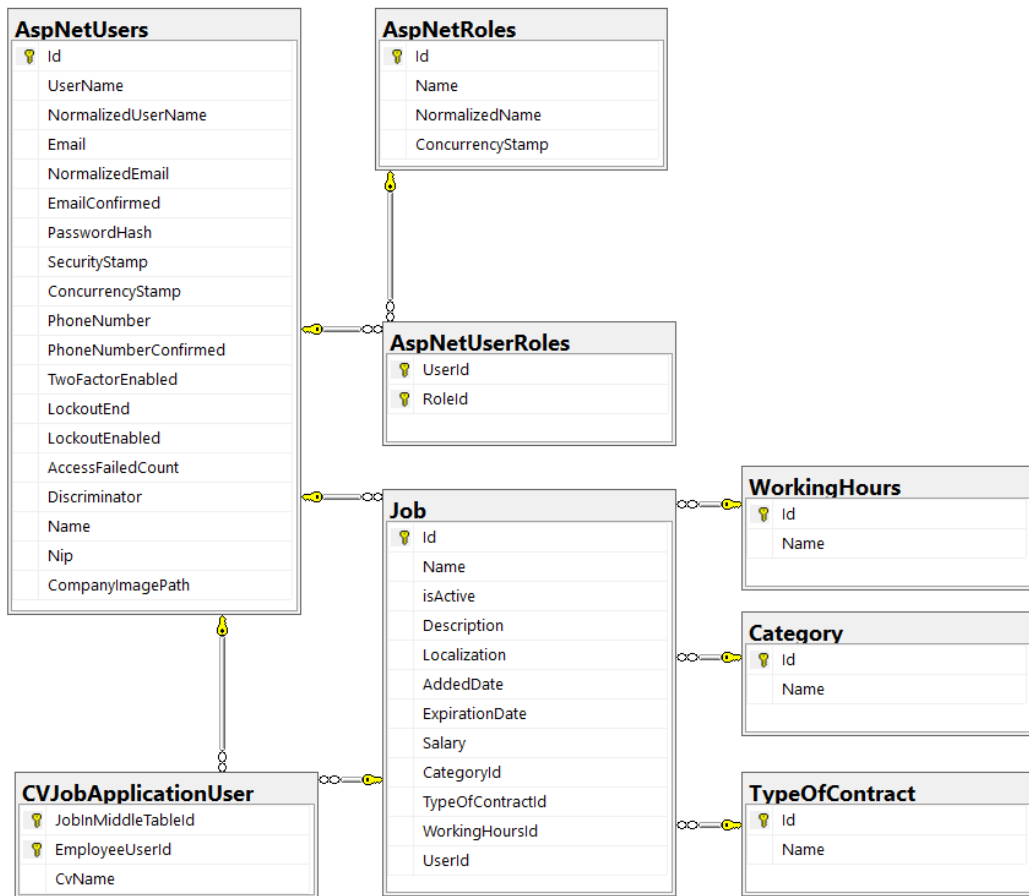 AspNetUsers
Id
UserName
NormalizedUserName
Email
NormalizedEmail
EmailConfirmed
PasswordHash
SecurityStamp
ConcurrencyStamp
PhoneNumber
PhoneNumberConfirmed
TwoFactorEnabled
LockoutEnd
LockoutEnabled
AccessFailedCount
Discriminator
Name
Nip
CompanyImagePath
AspNetRoles
Id
Name
NormalizedName
ConcurrencyStamp
AspNetUserRoles
UserId
RoleId
Job
Id
Name
isActive
Description
Localization
AddedDate
ExpirationDate
Salary
CategoryId
TypeOfContractId
WorkingHoursId
UserId
WorkingHours
Id
Name
Category
Id
Name
TypeOfContract
Id
Name
CVJobApplicationUser
JobInMiddleTableId
EmployeeUserId
CvName